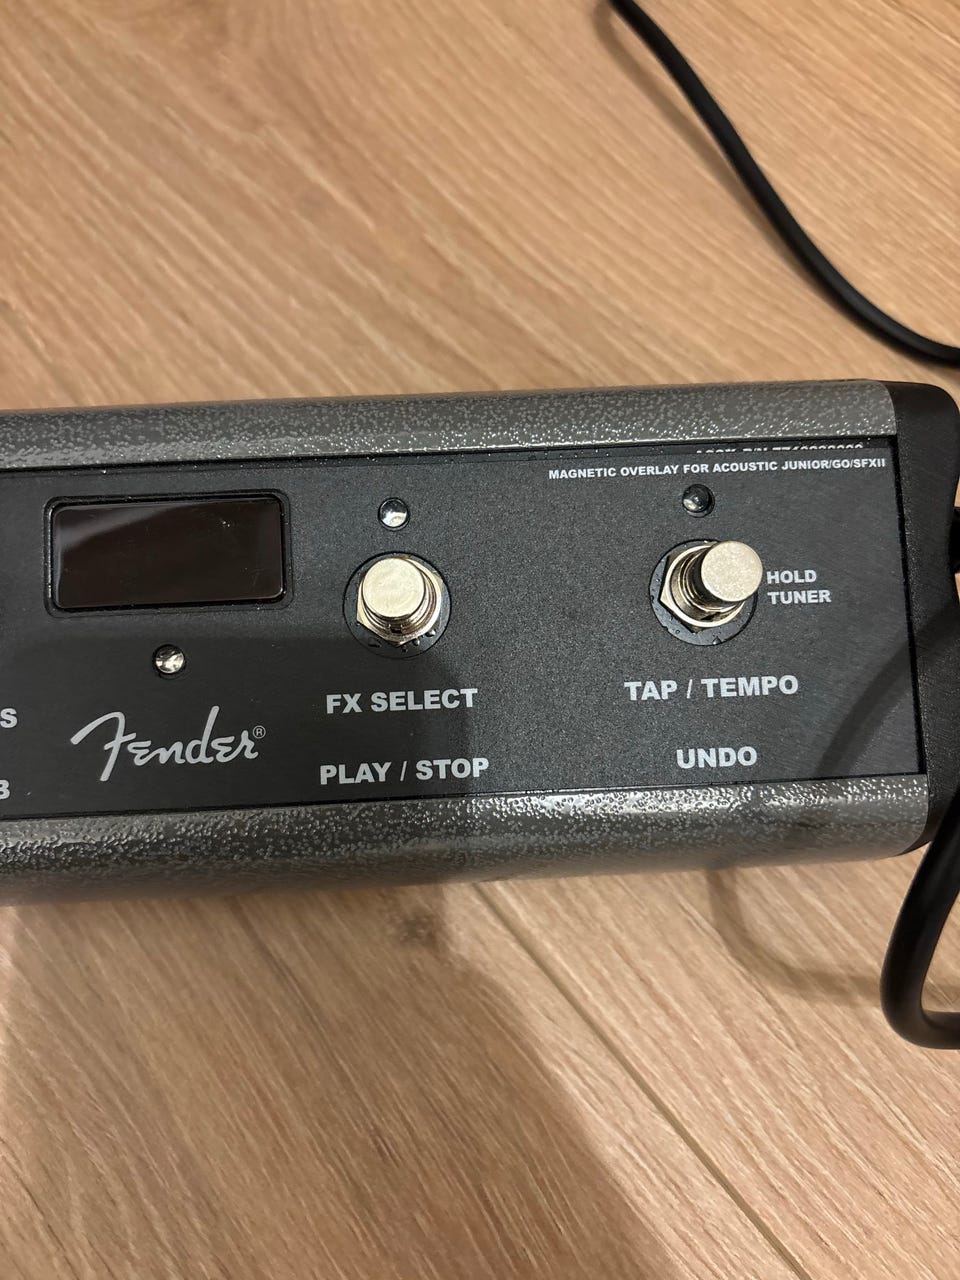 MAGNETIC OVERLAY FOR ACOUSTIC JUNIOR/GO/SFXII
HOLD
TUNER
S
FX SELECT
TAP / TEMPO
Fender®
B
PLAY / STOP
UNDO